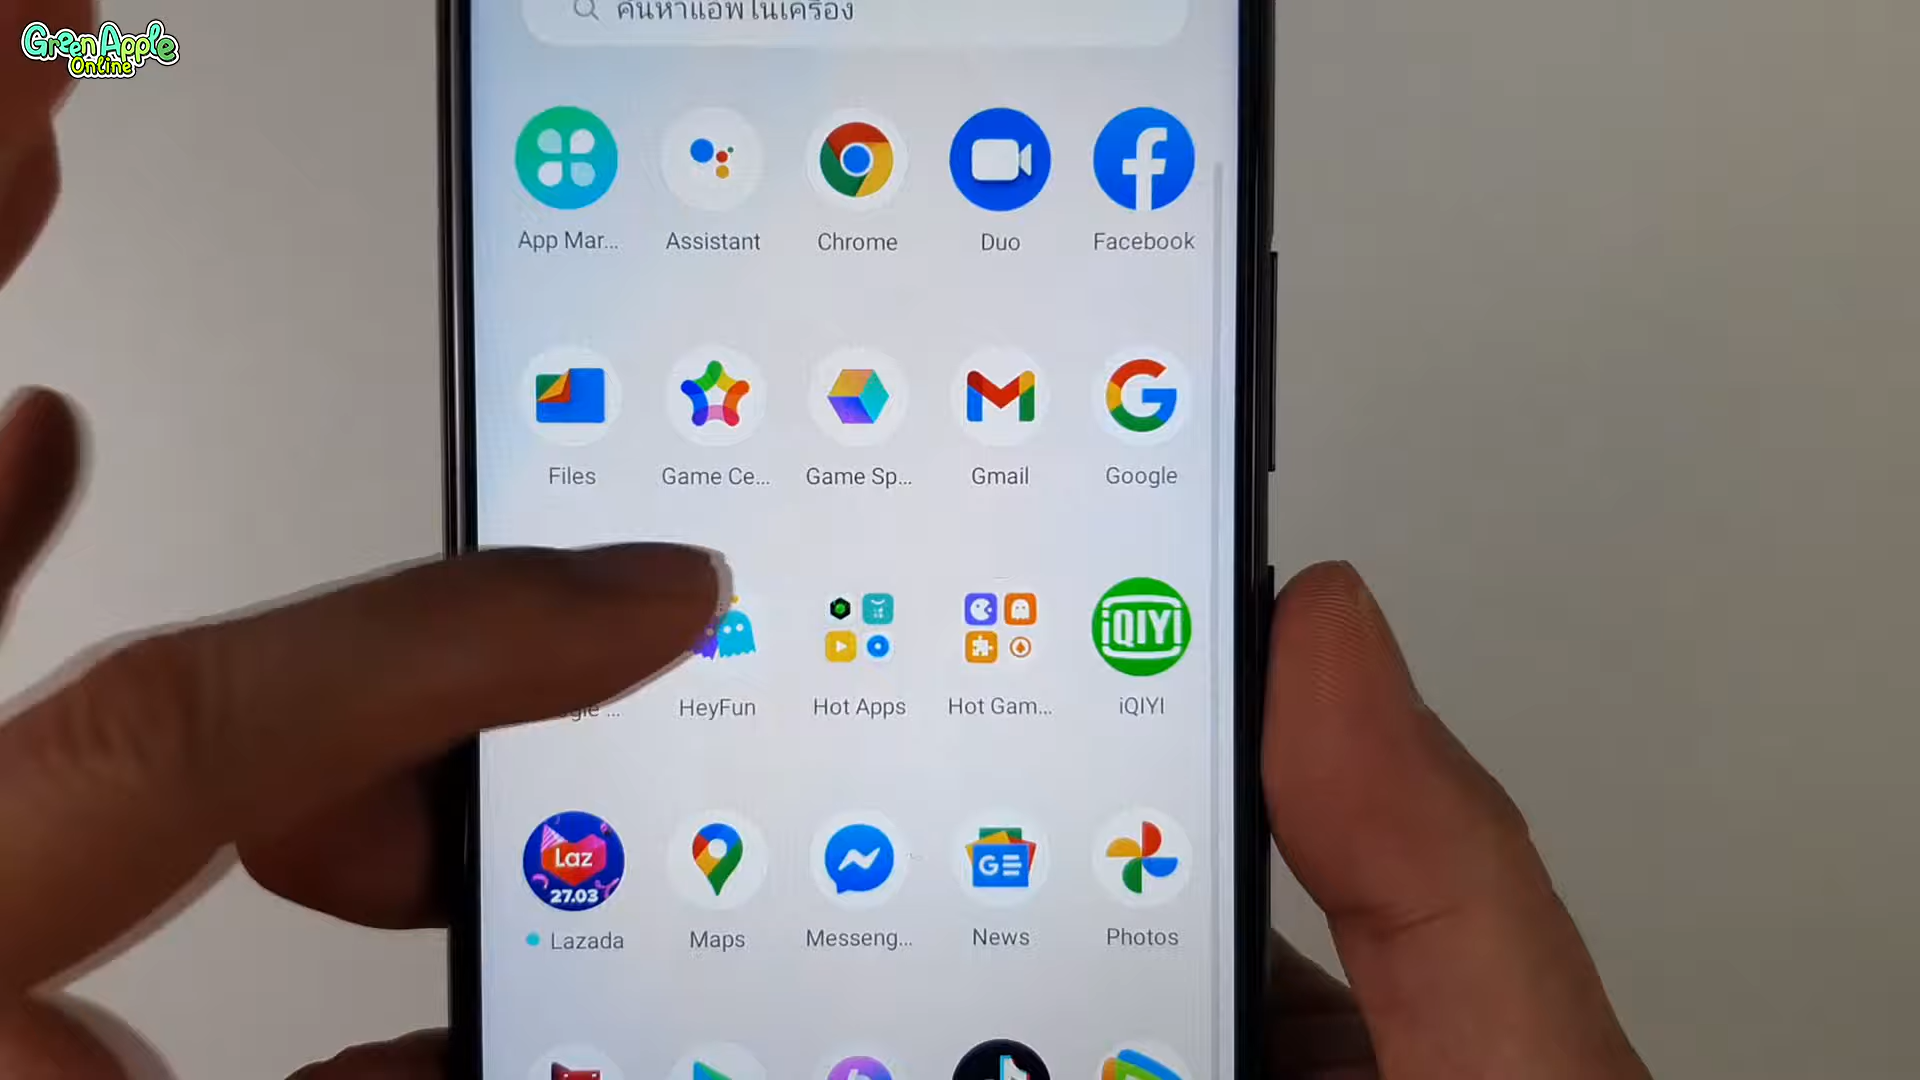 Green Apple
Online
ค้นหาแอพในเครื่อง
App Mar... Assistant Chrome Duo Facebook
Files Game Ce... Game Sp... Gmail Google
iQIYI
gle ... HeyFun Hot Apps Hot Gam... iQIYI
Laz
27.03
GE
Lazada Maps Messeng... News Photos